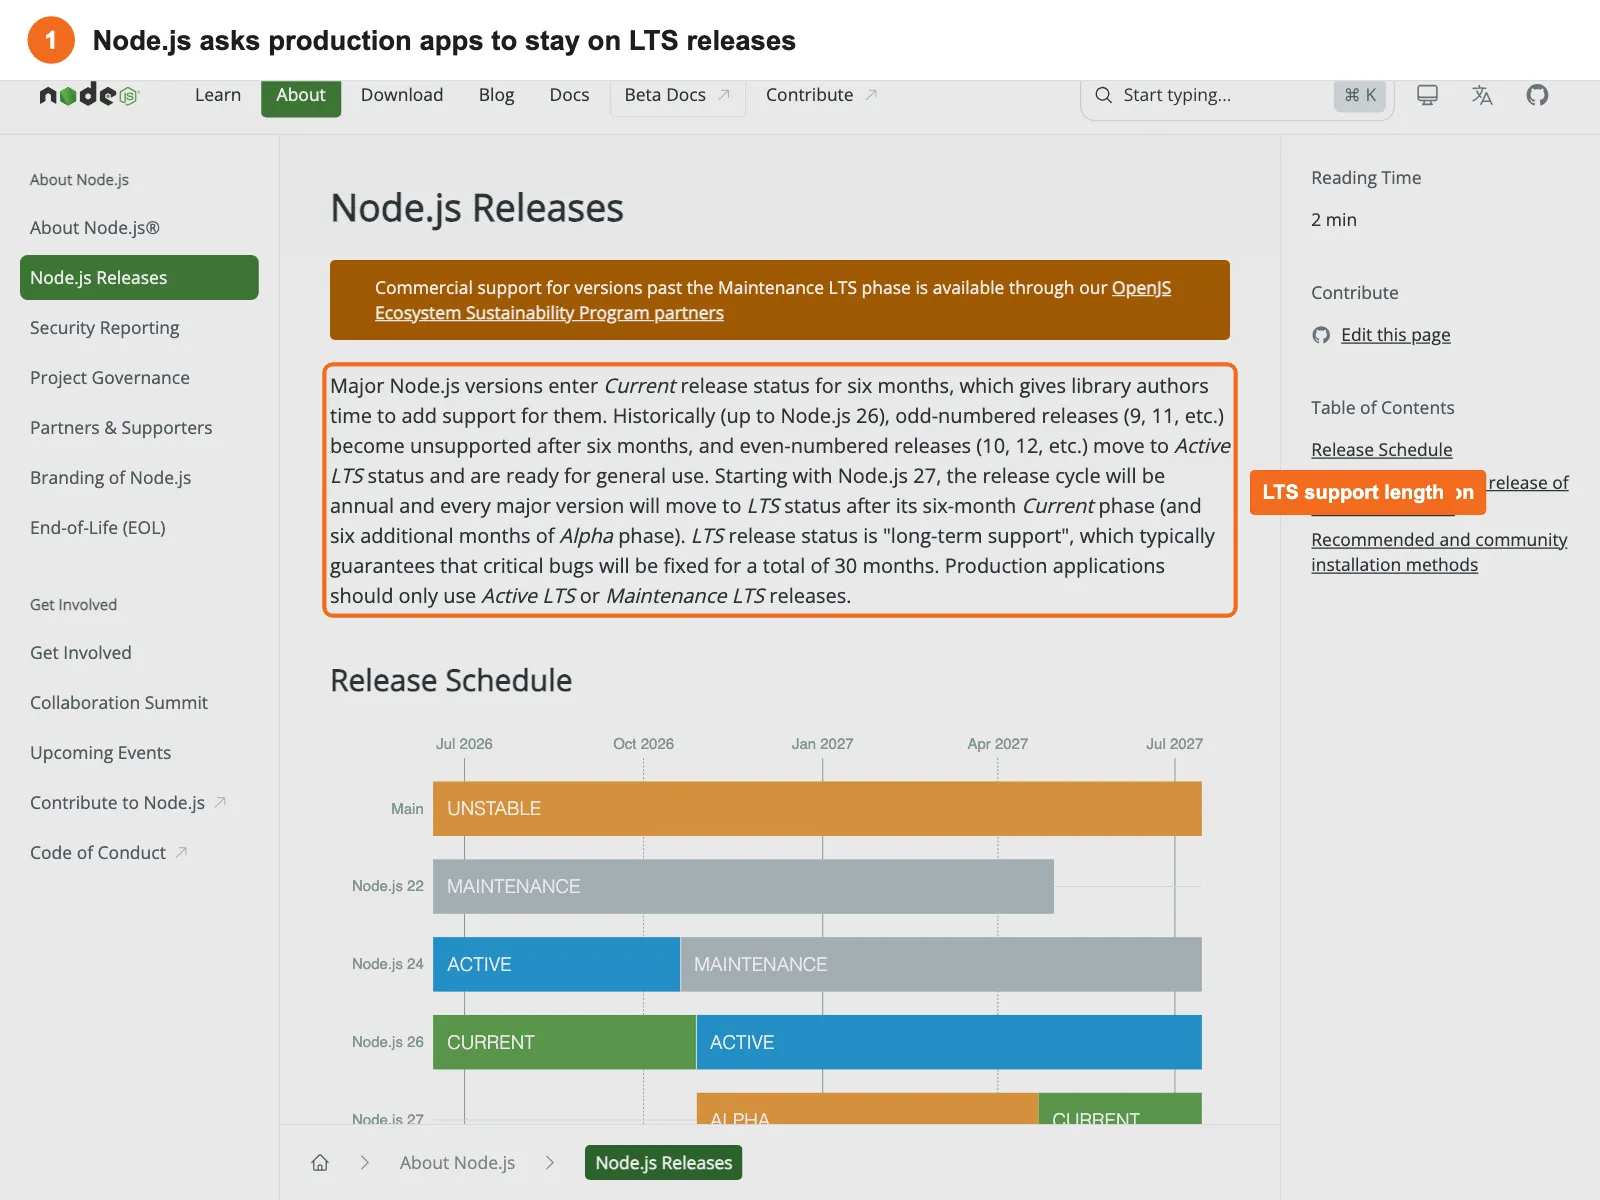 1 Node.js asks production apps to stay on LTS releases
node JS
Learn About Download Blog Docs Beta Docs Contribute Start typing... ⌘ K
About Node.js
About Node.js®
Node.js Releases
Security Reporting
Project Governance
Partners & Supporters
Branding of Node.js
End-of-Life (EOL)
Get Involved
Get Involved
Collaboration Summit
Upcoming Events
Contribute to Node.js
Code of Conduct
Node.js Releases
Commercial support for versions past the Maintenance LTS phase is available through our OpenJS
Ecosystem Sustainability Program partners
Major Node.js versions enter Current release status for six months, which gives library authors
time to add support for them. Historically (up to Node.js 26), odd-numbered releases (9, 11, etc.)
become unsupported after six months, and even-numbered releases (10, 12, etc.) move to Active
LTS status and are ready for general use. Starting with Node.js 27, the release cycle will be
annual and every major version will move to LTS status after its six-month Current phase (and
six additional months of Alpha phase). LTS release status is "long-term support", which typically
guarantees that critical bugs will be fixed for a total of 30 months. Production applications
should only use Active LTS or Maintenance LTS releases.
Release Schedule
Jul 2026 Oct 2026 Jan 2027 Apr 2027 Jul 2027
Main UNSTABLE
Node.js 22 MAINTENANCE
Node.js 24 ACTIVE MAINTENANCE
Node.js 26 CURRENT ACTIVE
Node.js 27 ALPHA CURRENT
About Node.js Node.js Releases
Reading Time
2 min
Contribute
Edit this page
Table of Contents
Release Schedule
LTS support length
release of
Recommended and community
installation methods